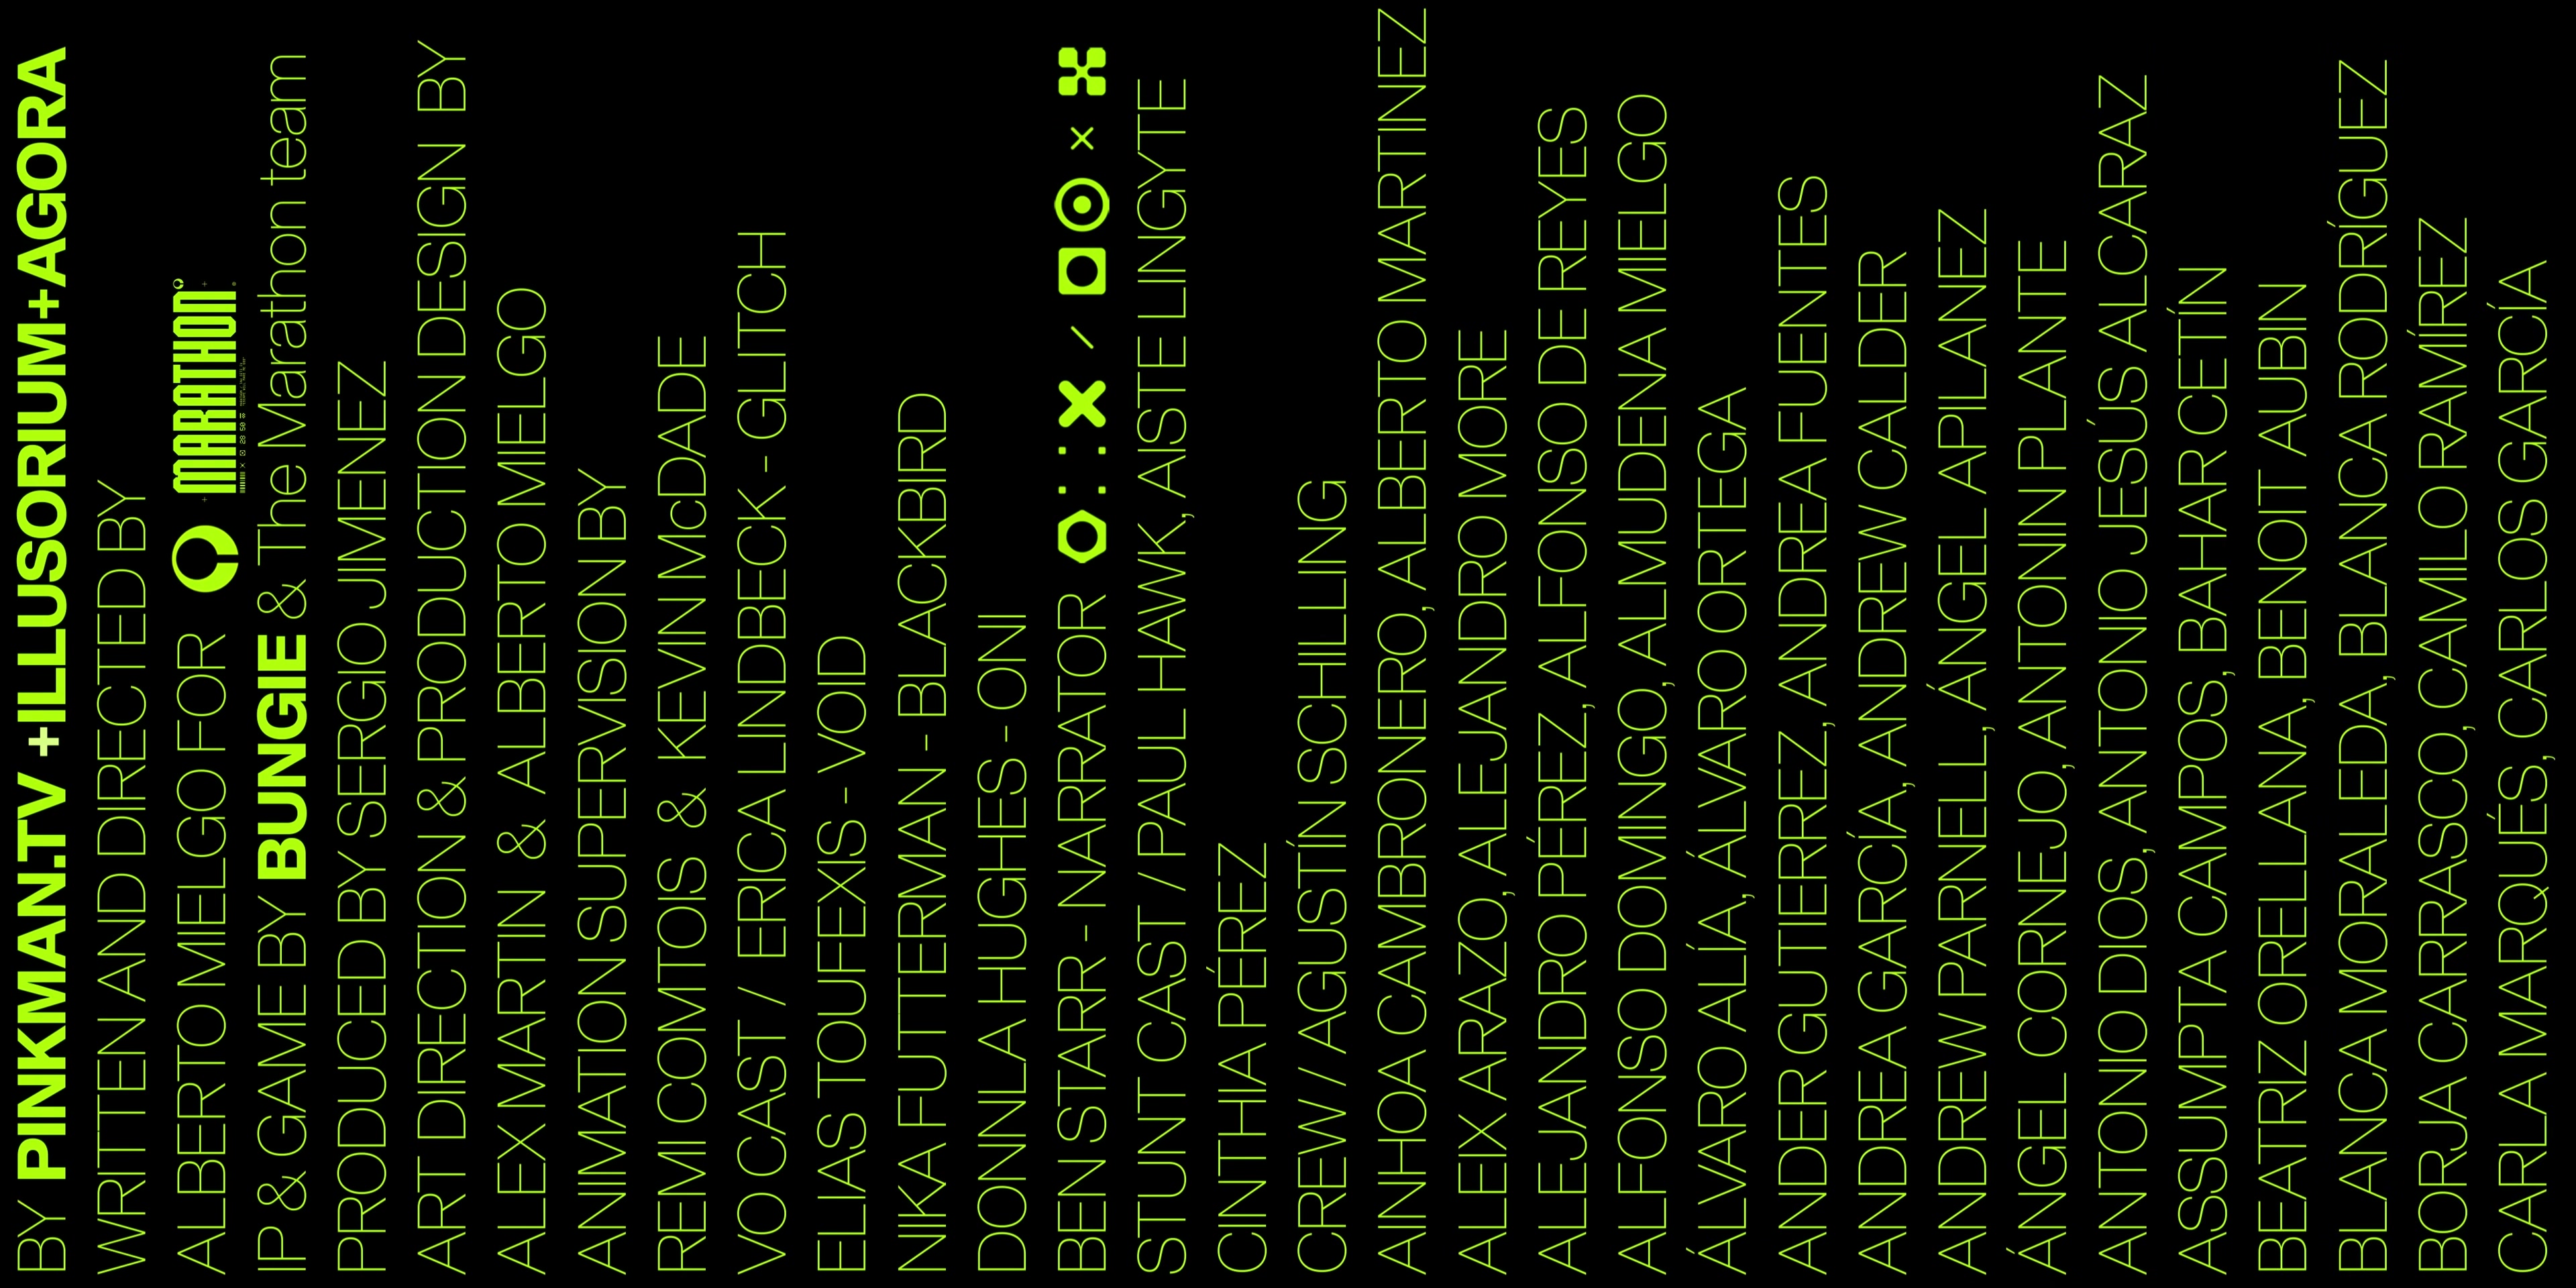 BY PINKMAN.TV +ILLUSORIUM+AGORA
WRITTEN AND DIRECTED BY
ALBERTO MIELGO FOR MARATHON
IP & GAME BY BUNGIE & The Marathon team
PRODUCED BY SERGIO JIMENEZ
ART DIRECTION & PRODUCTION DESIGN BY
ALEX MARTIN & ALBERTO MIELGO
ANIMATION SUPERVISION BY
REMI COMTOIS & KEVIN McDADE
VO CAST / ERICA LINDBECK - GLITCH
ELIAS TOUFEXIS - VOID
NIKA FUTTERMAN - BLACKBIRD
DONNLA HUGHES - ONI
BEN STARR - NARRATOR
STUNT CAST / PAUL HAWK, AISTE LINGYTE
CINTHIA PÉREZ
CREW / AGUSTÍN SCHILLING
AINHOA CAMBRONERO, ALBERTO MARTINEZ
ALEIX ARAZO, ALEJANDRO MORE
ALEJANDRO PÉREZ, ALFONSO DE REYES
ALFONSO DOMINGO, ALMUDENA MIELGO
ÁLVARO ALÍA, ÁLVARO ORTEGA
ANDER GUTIERREZ, ANDREA FUENTES
ANDREA GARCÍA, ANDREW CALDER
ANDREW PARNELL, ÁNGEL APILANEZ
ÁNGEL CORNEJO, ANTONIN PLANTE
ANTONIO DIOS, ANTONIO JESÚS ALCARAZ
ASSUMPTA CAMPOS, BAHAR CETÍN
BEATRIZ ORELLANA, BENOIT AUBIN
BLANCA MORALEDA, BLANCA RODRÍGUEZ
BORJA CARRASCO, CAMILO RAMÍREZ
CARLA MARQUÉS, CARLOS GARCÍA